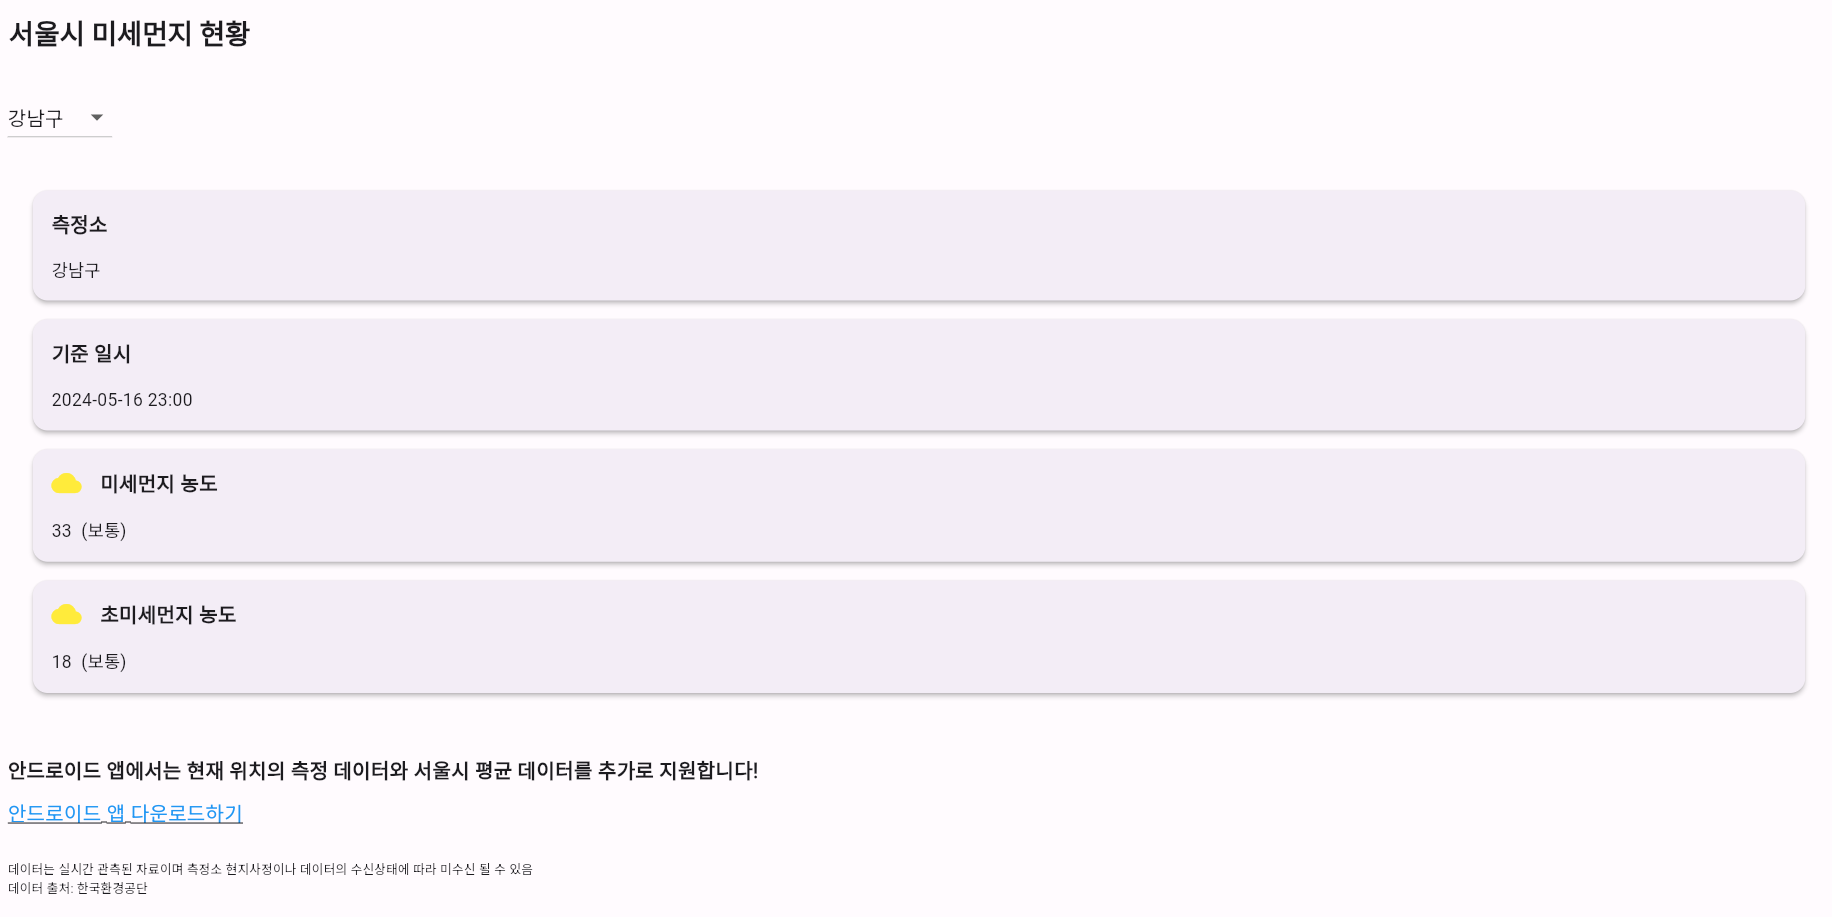 서울시 미세먼지 현황
강남구
측정소
강남구
기준 일시
2024-05-16 23:00
미세먼지 농도
33 (보통)
초미세먼지 농도
18 (보통)
안드로이드 앱에서는 현재 위치의 측정 데이터와 서울시 평균 데이터를 추가로 지원합니다!
안드로이드 앱 다운로드하기
데이터는 실시간 관측된 자료이며 측정소 현지사정이나 데이터의 수신상태에 따라 미수신 될 수 있음
데이터 출처: 한국환경공단